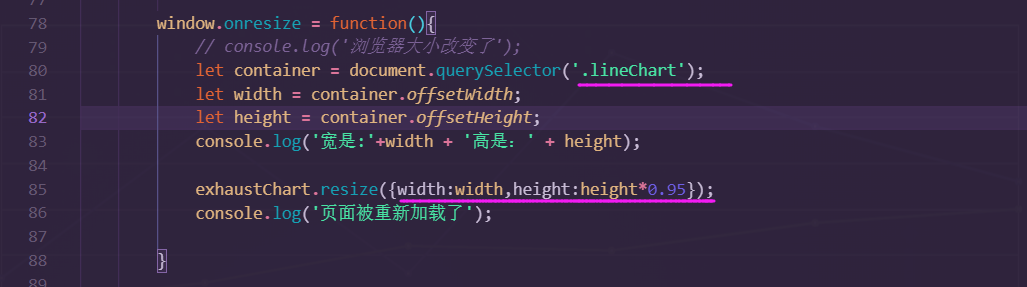 78 window.onresize = function(){
79 // console.log('浏览器大小改变了');
80 let container = document.querySelector('.lineChart');
81 let width = container.offsetWidth;
82 let height = container.offsetHeight;
83 console.log('宽是:'+width + '高是：' + height);
84
85 exhaustChart.resize({width:width,height:height*0.95});
86 console.log('页面被重新加载了');
87
88 }
89